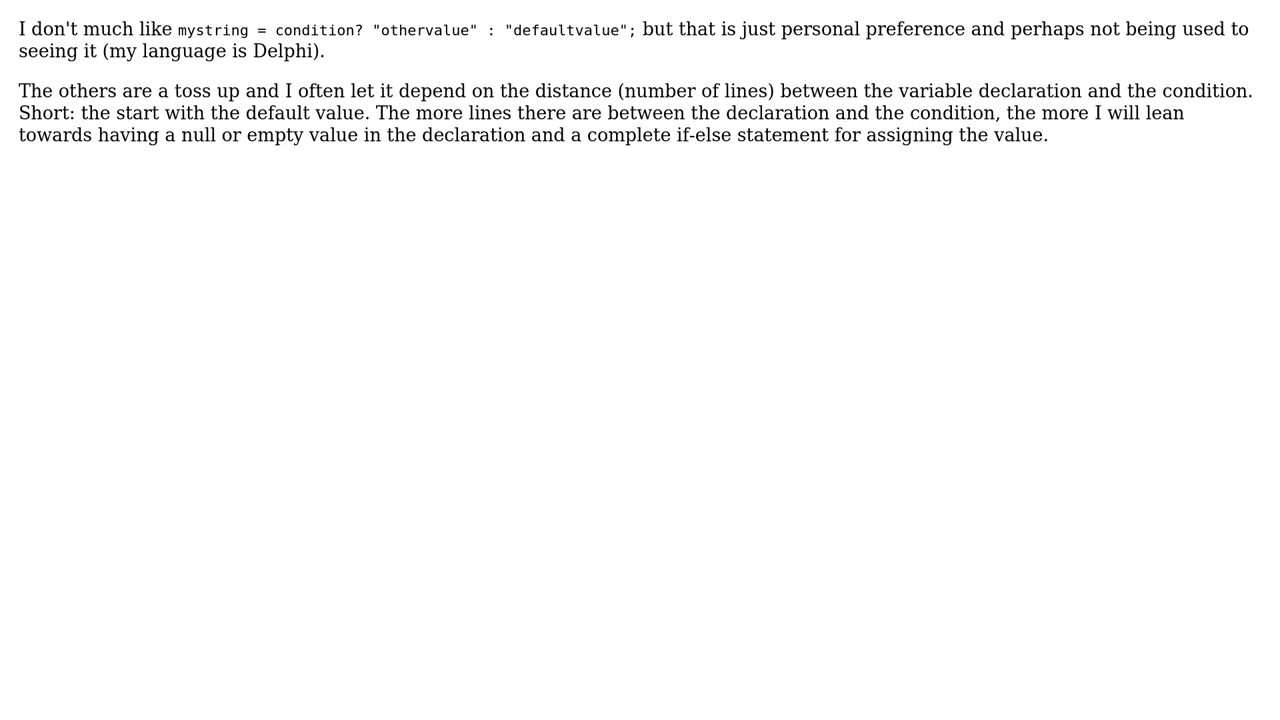 I don't much like mystring = condition? "othervalue" : "defaultvalue"; but that is just personal preference and perhaps not being used to
seeing it (my language is Delphi).
The others are a toss up and I often let it depend on the distance (number of lines) between the variable declaration and the condition.
Short: the start with the default value. The more lines there are between the declaration and the condition, the more I will lean
towards having a null or empty value in the declaration and a complete if-else statement for assigning the value.